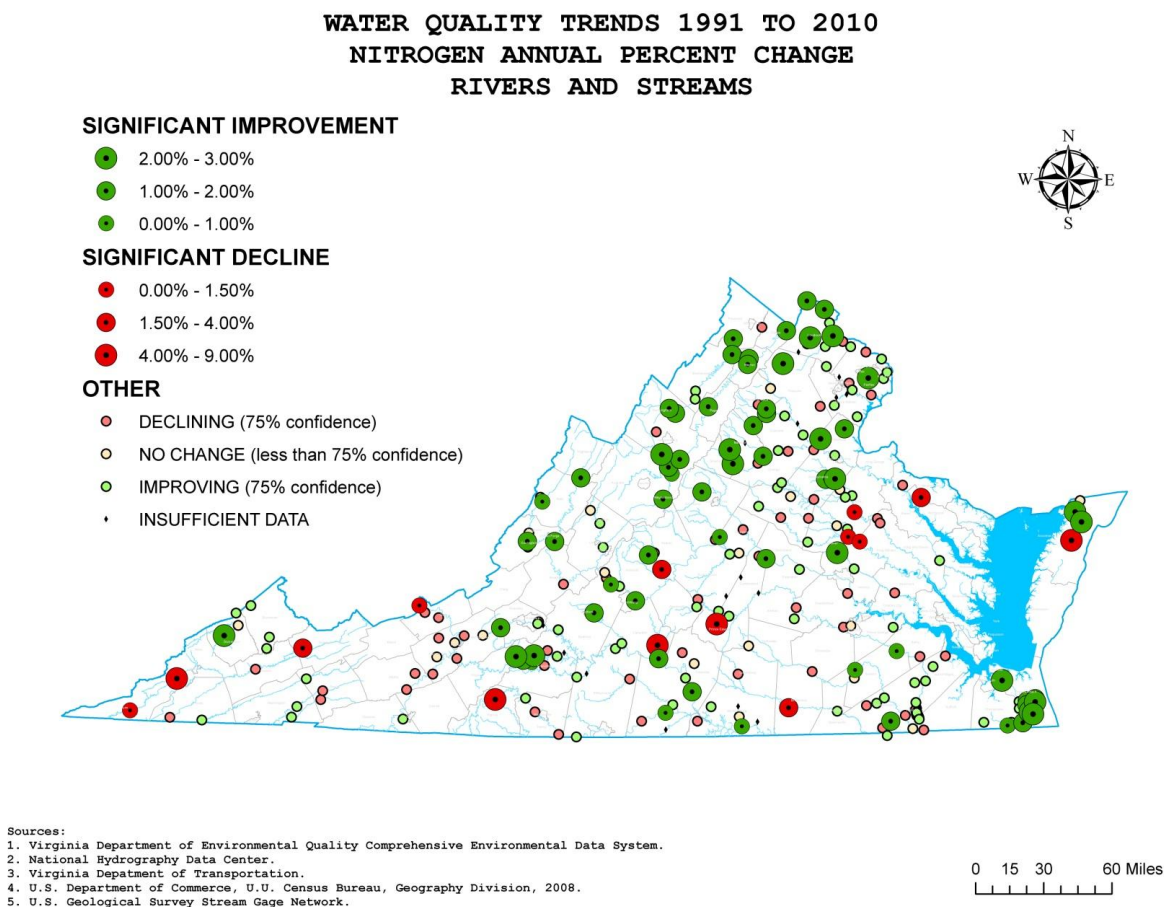 WATER QUALITY TRENDS 1991 TO 2010
NITROGEN ANNUAL PERCENT CHANGE
RIVERS AND STREAMS
SIGNIFICANT IMPROVEMENT
2.00% - 3.00%
1.00% - 2.00%
0.00% - 1.00%
SIGNIFICANT DECLINE
0.00% - 1.50%
1.50% - 4.00%
4.00% - 9.00%
OTHER
DECLINING (75% confidence)
NO CHANGE (less than 75% confidence)
IMPROVING (75% confidence)
INSUFFICIENT DATA
N
W E
S
Sources:
1. Virginia Department of Environmental Quality Comprehensive Environmental Data System.
2. National Hydrography Data Center.
3. Virginia Depatment of Transportation.
4. U.S. Department of Commerce, U.U. Census Bureau, Geography Division, 2008.
5. U.S. Geological Survey Stream Gage Network.
0 15 30 60 Miles